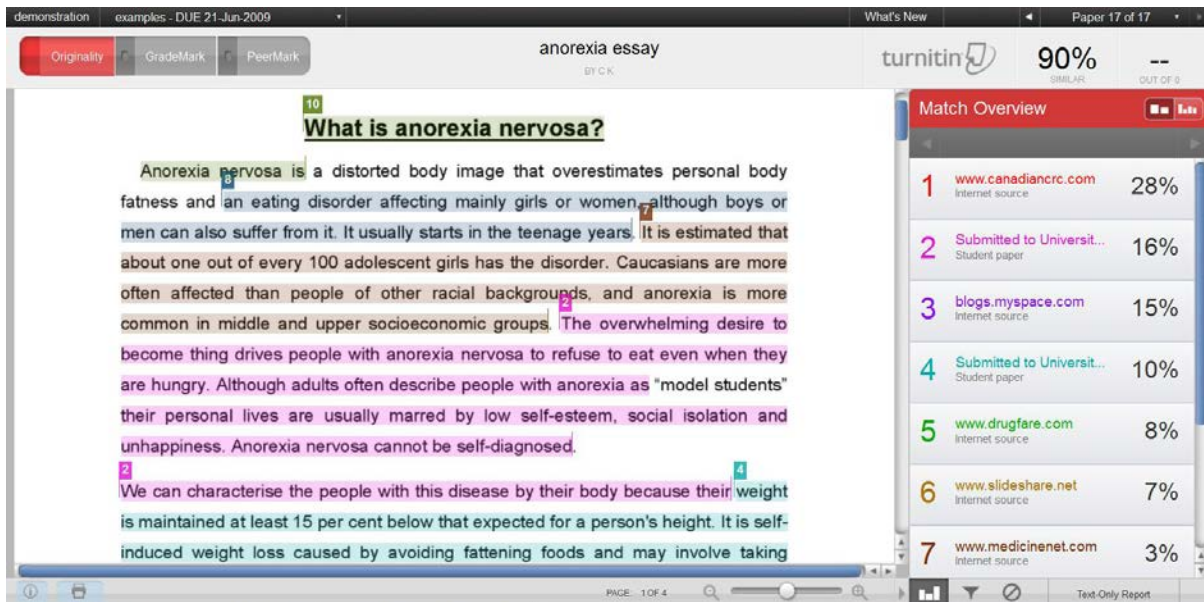 demonstration examples - DUE 21-Jun-2009 What's New Paper 17 of 17
Originality GradeMark PeerMark
anorexia essay
BY C K
turnitin
90%
SIMILAR
--
OUT OF 0
10
What is anorexia nervosa?
Anorexia nervosa is a distorted body image that overestimates personal body
8
fatness and an eating disorder affecting mainly girls or women, although boys or
7
men can also suffer from it. It usually starts in the teenage years. It is estimated that
about one out of every 100 adolescent girls has the disorder. Caucasians are more
often affected than people of other racial backgrounds, and anorexia is more
2
common in middle and upper socioeconomic groups. The overwhelming desire to
become thing drives people with anorexia nervosa to refuse to eat even when they
are hungry. Although adults often describe people with anorexia as “model students”
their personal lives are usually marred by low self-esteem, social isolation and
unhappiness. Anorexia nervosa cannot be self-diagnosed.
2 4
We can characterise the people with this disease by their body because their weight
is maintained at least 15 per cent below that expected for a person's height. It is self-
induced weight loss caused by avoiding fattening foods and may involve taking
PAGE: 1 OF 4
Match Overview
1 www.canadiancrc.com 28%
Internet source
2 Submitted to Universit... 16%
Student paper
3 blogs.myspace.com 15%
Internet source
4 Submitted to Universit... 10%
Student paper
5 www.drugfare.com 8%
Internet source
6 www.slideshare.net 7%
Internet source
7 www.medicinenet.com 3%
Internet source
Text-Only Report